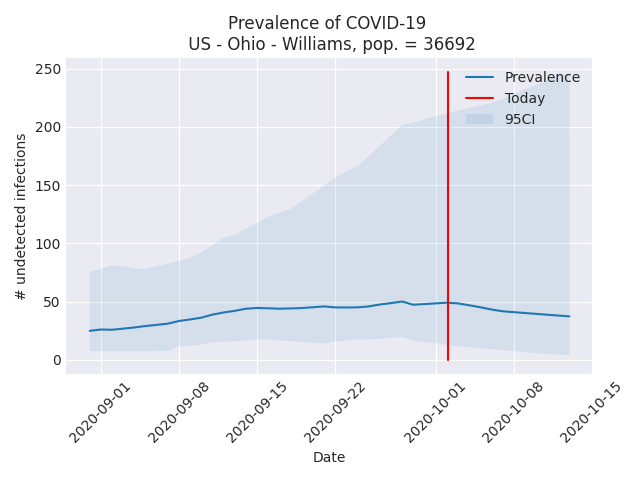 Prevalence of COVID-19
US - Ohio - Williams, pop. = 36692
250
200
150
100
50
0
# undetected infections
Prevalence
Today
95CI
2020-09-01
2020-09-08
2020-09-15
2020-09-22
2020-10-01
2020-10-08
2020-10-15
Date